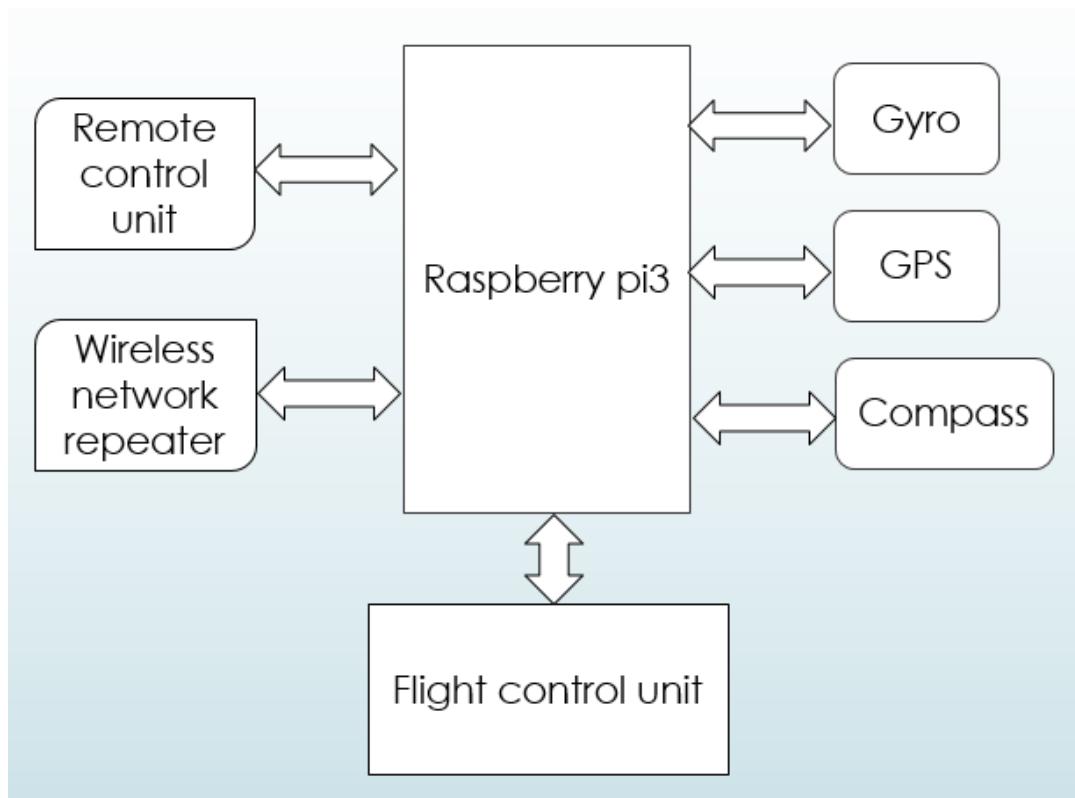 Remote
control
unit
Wireless
network
repeater
Raspberry pi3
Gyro
GPS
Compass
Flight control unit